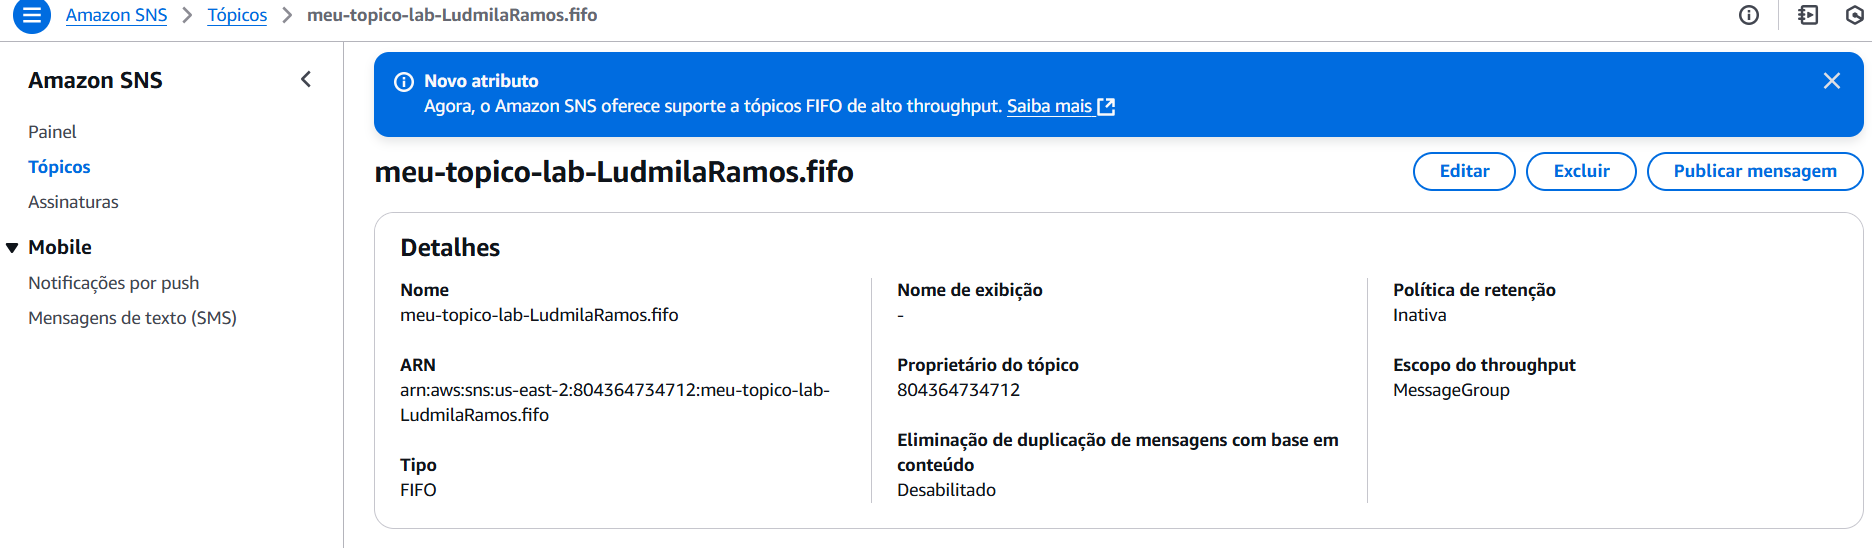 Amazon SNS > Tópicos > meu-topico-lab-LudmilaRamos.fifo
Amazon SNS
Painel
Tópicos
Assinaturas
Mobile
Notificações por push
Mensagens de texto (SMS)
Novo atributo
Agora, o Amazon SNS oferece suporte a tópicos FIFO de alto throughput. Saiba mais
meu-topico-lab-LudmilaRamos.fifo
Editar
Excluir
Publicar mensagem
Detalhes
Nome
meu-topico-lab-LudmilaRamos.fifo
ARN
arn:aws:sns:us-east-2:804364734712:meu-topico-lab-
LudmilaRamos.fifo
Tipo
FIFO
Nome de exibição
-
Proprietário do tópico
804364734712
Eliminação de duplicação de mensagens com base em
conteúdo
Desabilitado
Política de retenção
Inativa
Escopo do throughput
MessageGroup